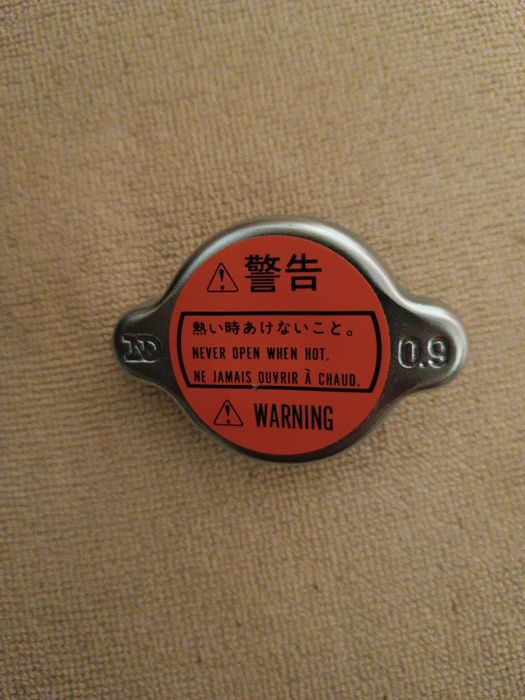 警告
熱い時あけないこと。
NEVER OPEN WHEN HOT.
NE JAMAIS OUVRIR À CHAUD.
WARNING
0.9